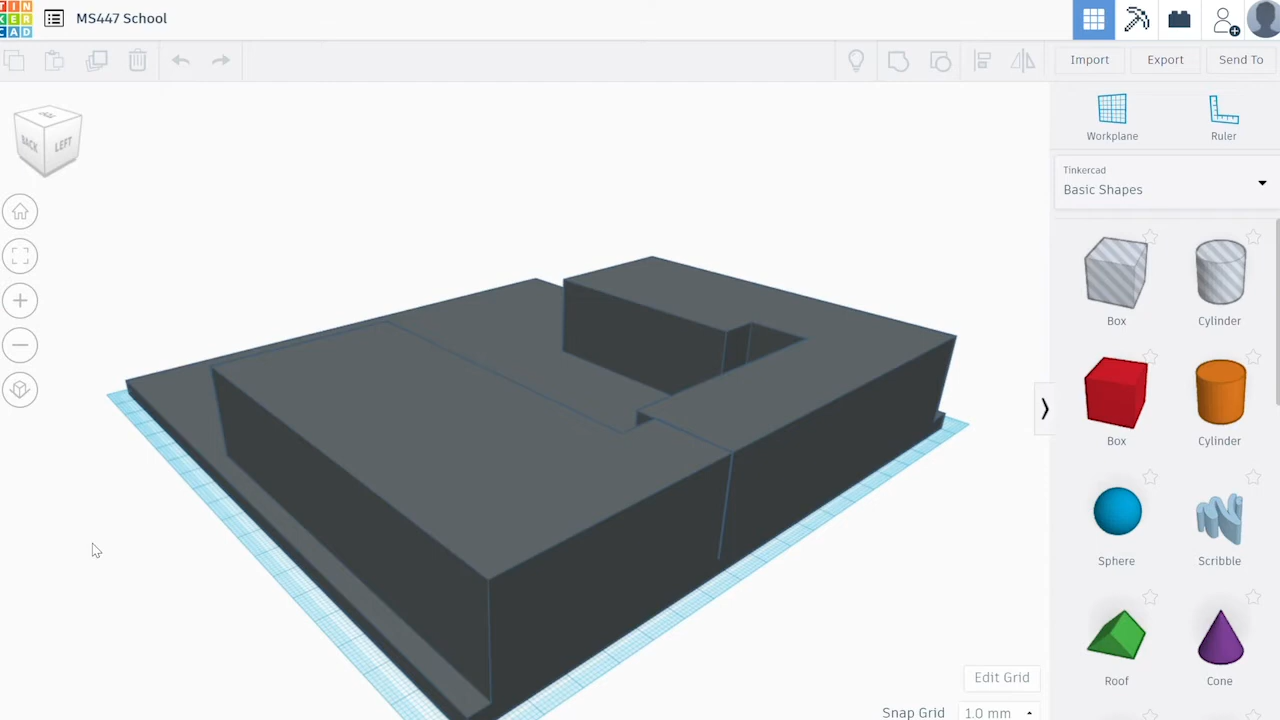 TIN
KER
CAD
MS447 School
Import
Export
Send To
TOP
BACK
LEFT
Workplane
Ruler
Tinkercad
Basic Shapes
Box
Cylinder
Box
Cylinder
Sphere
Scribble
Roof
Cone
Edit Grid
Snap Grid
1.0 mm